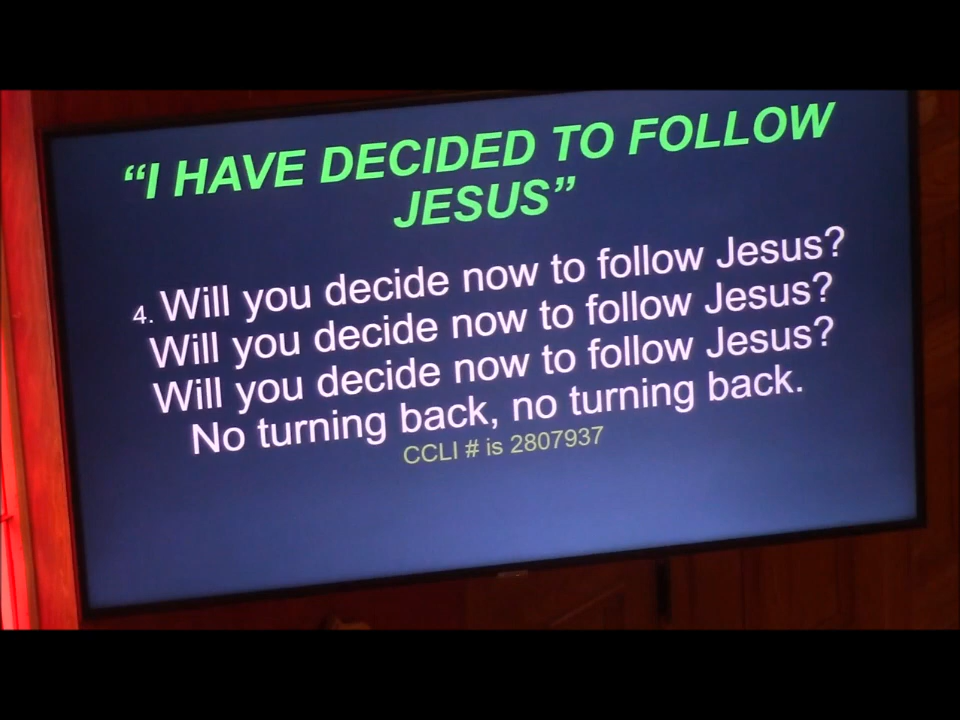 “I HAVE DECIDED TO FOLLOW
JESUS”
4. Will you decide now to follow Jesus?
Will you decide now to follow Jesus?
Will you decide now to follow Jesus?
No turning back, no turning back.
CCLI # is 2807937